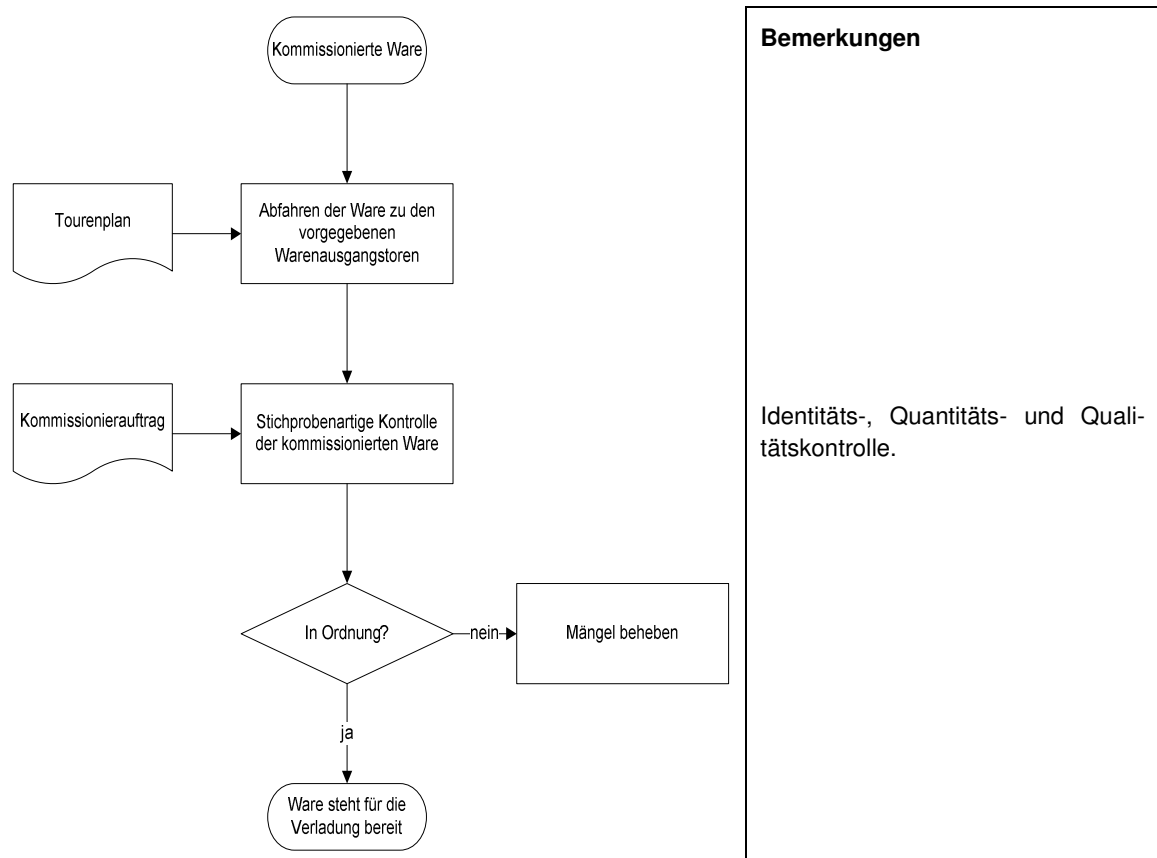 Kommissionierte Ware
Bemerkungen
Tourenplan
Abfahren der Ware zu den
vorgegebenen
Warenausgangstoren
Kommissionierauftrag
Stichprobenartige Kontrolle
der kommissionierten Ware
Identitäts-, Quantitäts- und Quali-
tätskontrolle.
In Ordnung?
nein
Mängel beheben
ja
Ware steht für die
Verladung bereit